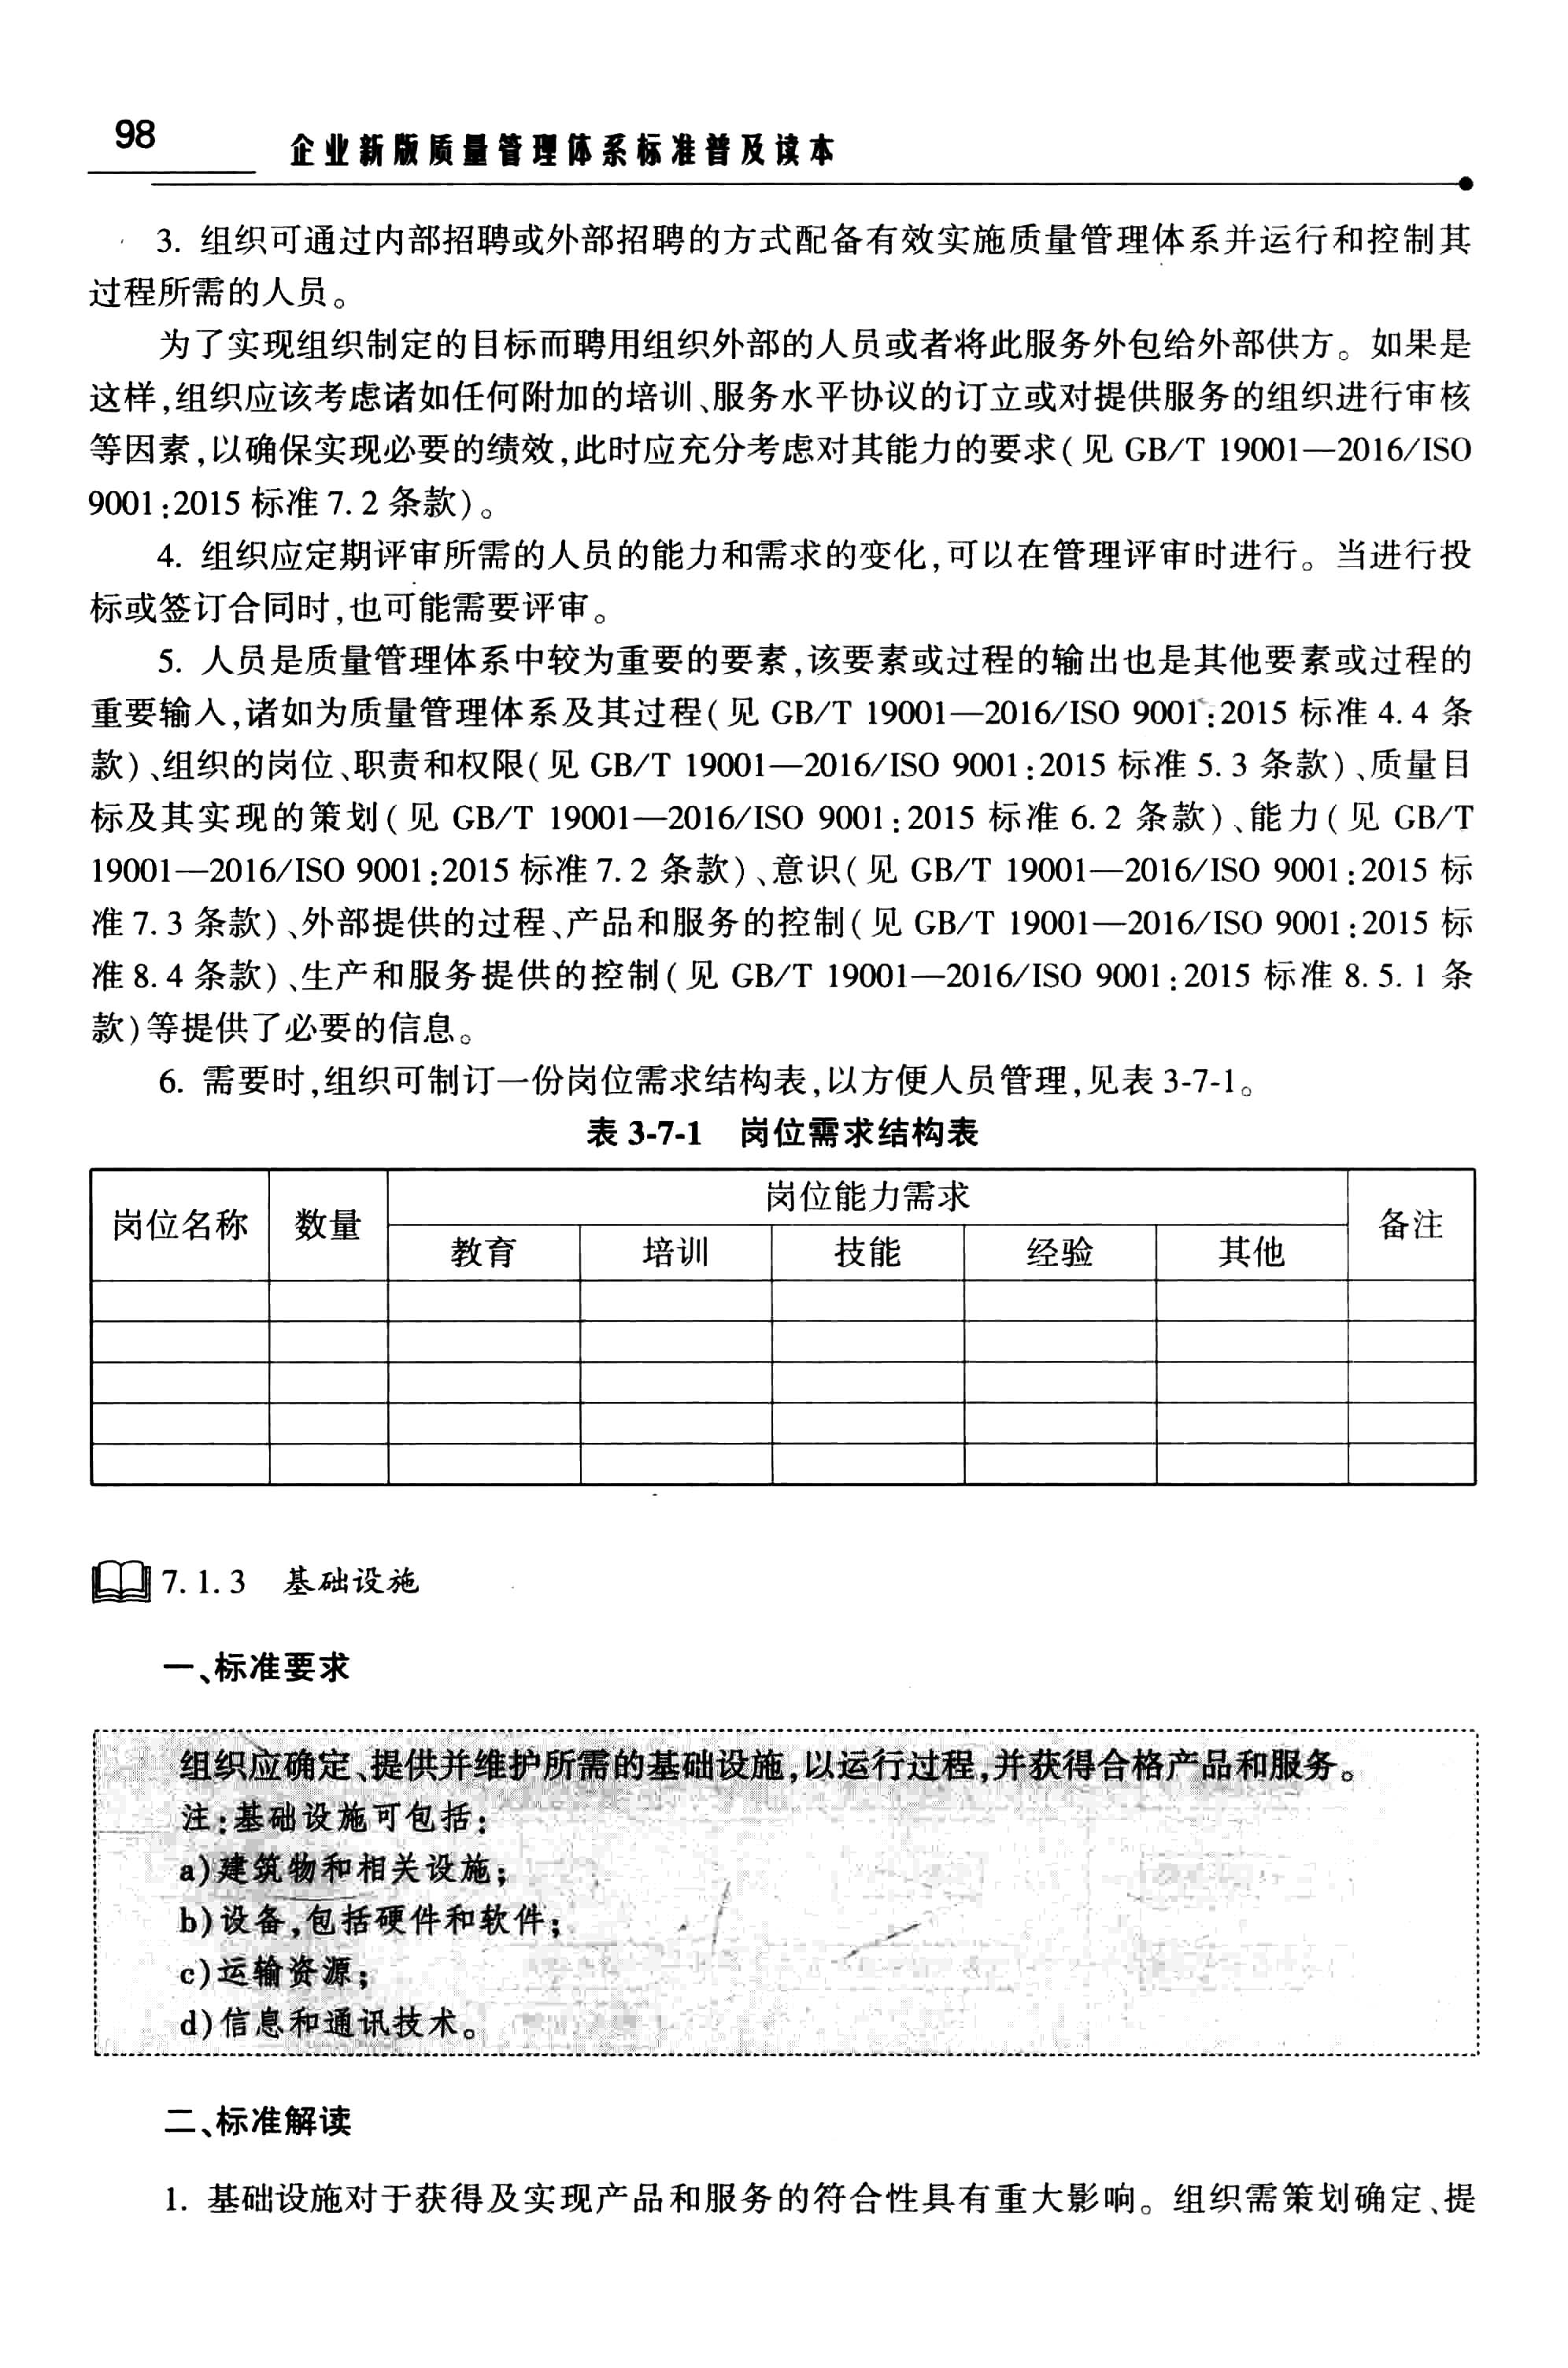 98
企业新版质量管理体系标准普及读本
3. 组织可通过内部招聘或外部招聘的方式配备有效实施质量管理体系并运行和控制其
过程所需的人员。
为了实现组织制定的目标而聘用组织外部的人员或者将此服务外包给外部供方。如果是
这样,组织应该考虑诸如任何附加的培训、服务水平协议的订立或对提供服务的组织进行审核
等因素,以确保实现必要的绩效,此时应充分考虑对其能力的要求(见 GB/T 19001—2016/ISO
9001:2015 标准 7.2 条款)。
4. 组织应定期评审所需的人员的能力和需求的变化,可以在管理评审时进行。当进行投
标或签订合同时,也可能需要评审。
5. 人员是质量管理体系中较为重要的要素,该要素或过程的输出也是其他要素或过程的
重要输入,诸如为质量管理体系及其过程(见 GB/T 19001—2016/ISO 9001:2015 标准 4.4 条
款)、组织的岗位、职责和权限(见 GB/T 19001—2016/ISO 9001:2015 标准 5.3 条款)、质量目
标及其实现的策划(见 GB/T 19001—2016/ISO 9001:2015 标准 6.2 条款)、能力(见 GB/T
19001—2016/ISO 9001:2015 标准 7.2 条款)、意识(见 GB/T 19001—2016/ISO 9001:2015 标
准 7.3 条款)、外部提供的过程、产品和服务的控制(见 GB/T 19001—2016/ISO 9001:2015 标
准 8.4 条款)、生产和服务提供的控制(见 GB/T 19001—2016/ISO 9001:2015 标准 8.5.1 条
款)等提供了必要的信息。
6. 需要时,组织可制订一份岗位需求结构表,以方便人员管理,见表 3-7-1。
表 3-7-1 岗位需求结构表
岗位名称 数量 岗位能力需求 备注
教育 培训 技能 经验 其他
7.1.3 基础设施
一、标准要求
组织应确定、提供并维护所需的基础设施,以运行过程,并获得合格产品和服务。
注:基础设施可包括:
a)建筑物和相关设施;
b)设备,包括硬件和软件;
c)运输资源;
d)信息和通讯技术。
二、标准解读
1. 基础设施对于获得及实现产品和服务的符合性具有重大影响。组织需策划确定、提